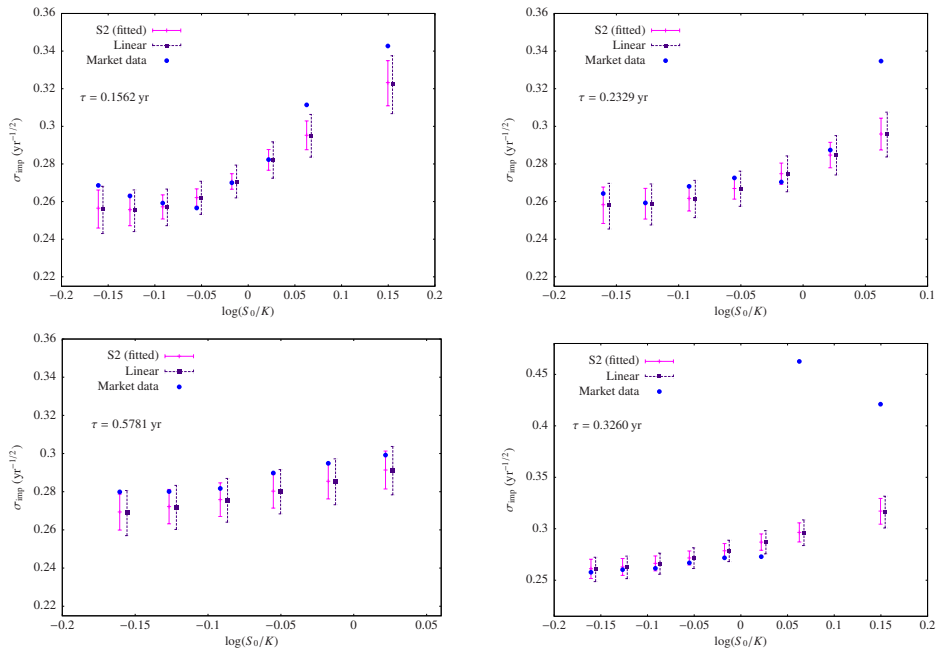 0.36
0.34
0.32
0.3
0.28
0.26
0.24
0.22
σimp (yr−1/2)
S2 (fitted)
Linear
Market data
τ = 0.1562 yr
−0.2 −0.15 −0.1 −0.05 0 0.05 0.1 0.15 0.2
log(S0/K)
0.36
0.34
0.32
0.3
0.28
0.26
0.24
0.22
σimp (yr−1/2)
S2 (fitted)
Linear
Market data
τ = 0.2329 yr
−0.2 −0.15 −0.1 −0.05 0 0.05 0.1
log(S0/K)
0.36
0.34
0.32
0.3
0.28
0.26
0.24
0.22
σimp (yr−1/2)
S2 (fitted)
Linear
Market data
τ = 0.5781 yr
−0.2 −0.15 −0.1 −0.05 0 0.05
log(S0/K)
0.45
0.4
0.35
0.3
0.25
σimp (yr−1/2)
S2 (fitted)
Linear
Market data
τ = 0.3260 yr
−0.2 −0.15 −0.1 −0.05 0 0.05 0.1 0.15 0.2
log(S0/K)